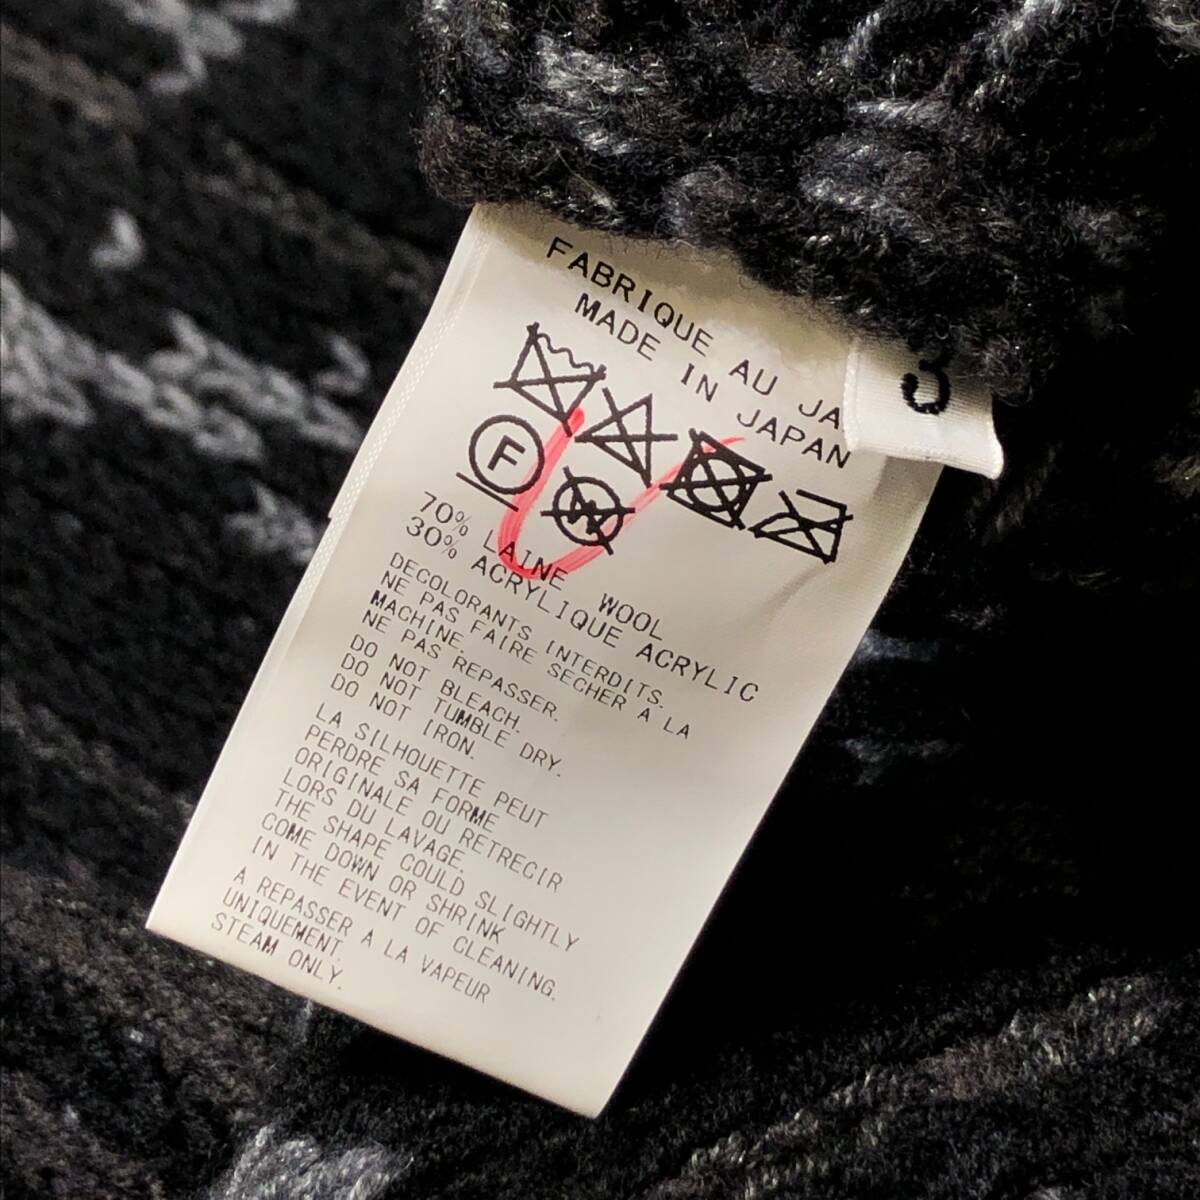 FABRIQUE AU JA
MADE IN JAPAN
3
F
W
70% LAINE WOOL
30% ACRYLIQUE ACRYLIC
DECOLORANTS INTERDITS.
NE PAS FAIRE SECHER A LA
MACHINE.
NE PAS REPASSER.
DO NOT BLEACH.
DO NOT TUMBLE DRY.
DO NOT IRON.
LA SILHOUETTE PEUT
PERDRE SA FORME
ORIGINALE OU RETRECIR
LORS DU LAVAGE.
THE SHAPE COULD SLIGHTLY
COME DOWN OR SHRINK
IN THE EVENT OF CLEANING.
A REPASSER A LA VAPEUR
UNIQUEMENT.
STEAM ONLY.